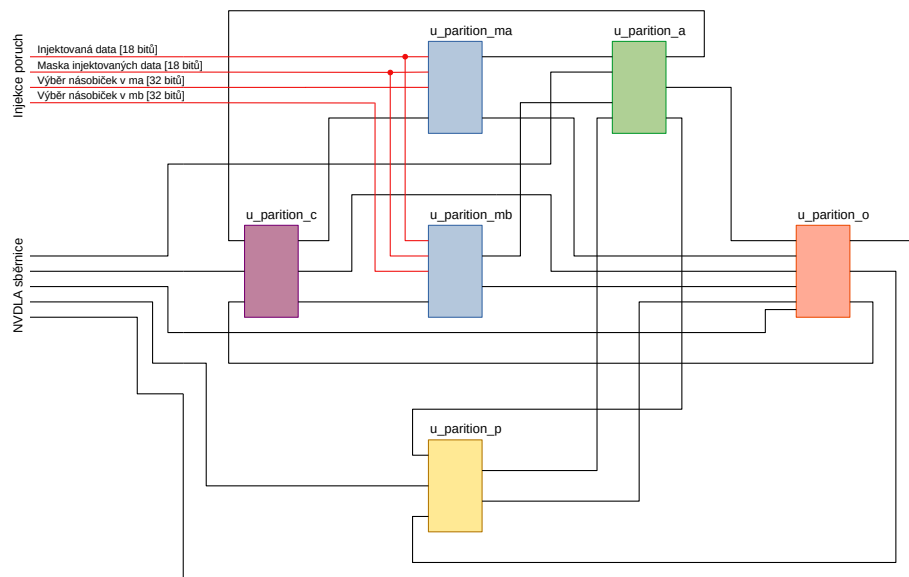 u_parition_ma
u_parition_a
Injekce poruch
Injektovaná data [18 bitů]
Maska injektovaných data [18 bitů]
Výběr násobiček v ma [32 bitů]
Výběr násobiček v mb [32 bitů]
u_parition_c
u_parition_mb
u_parition_o
NVDLA sběrnice
u_parition_p